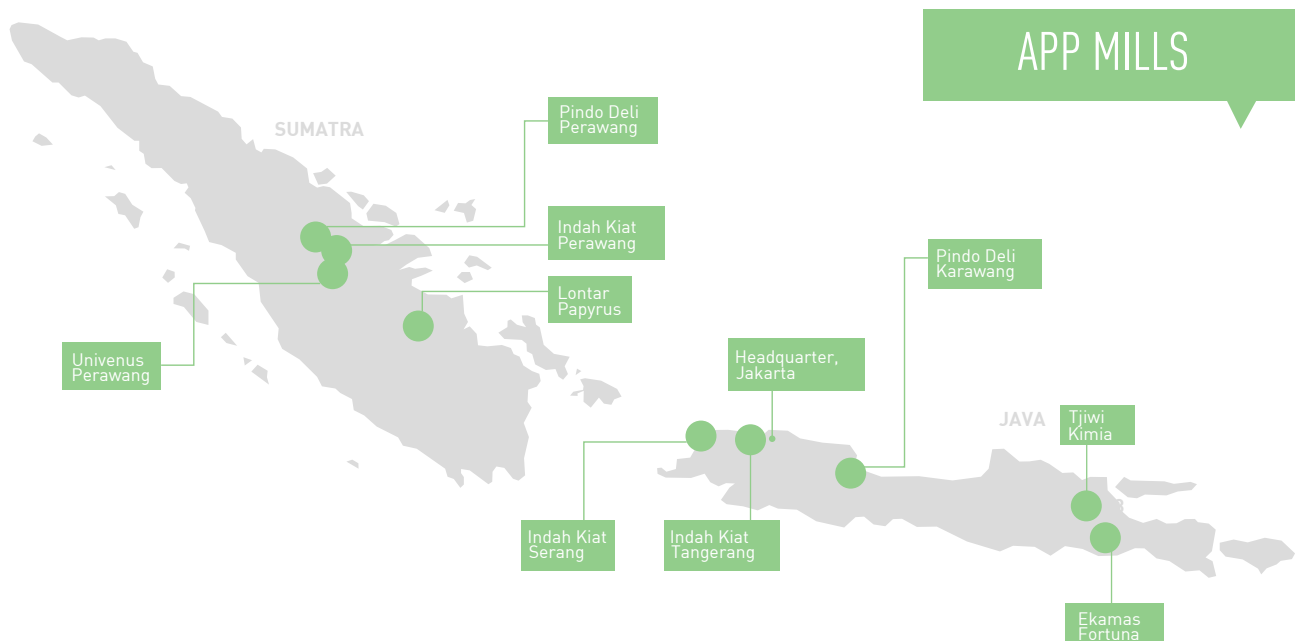 APP MILLS
SUMATRA
Pindo Deli
Perawang
Indah Kiat
Perawang
Lontar
Papyrus
Univenus
Perawang
Pindo Deli
Karawang
Headquarter,
Jakarta
JAVA
Tjiwi
Kimia
Indah Kiat
Serang
Indah Kiat
Tangerang
Ekamas
Fortuna